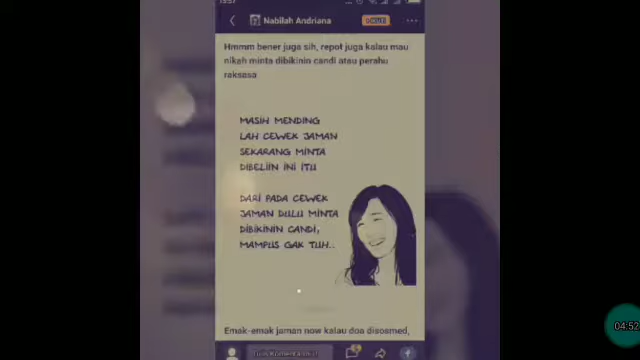 Nabilah Andriana
Hmmm bener juga sih, repot juga kalau mau
nikah minta dibikinin candi atau perahu
raksasa
MASIH MENDING
LAH CEWEK JAMAN
SEKARANG MINTA
DIBELIIN INI ITU
DARI PADA CEWEK
JAMAN DULU MINTA
DIBIKININ CANDI,
MAMPUS GAK TUH..
Emak-emak jaman now kalau doa disosmed,
04:52